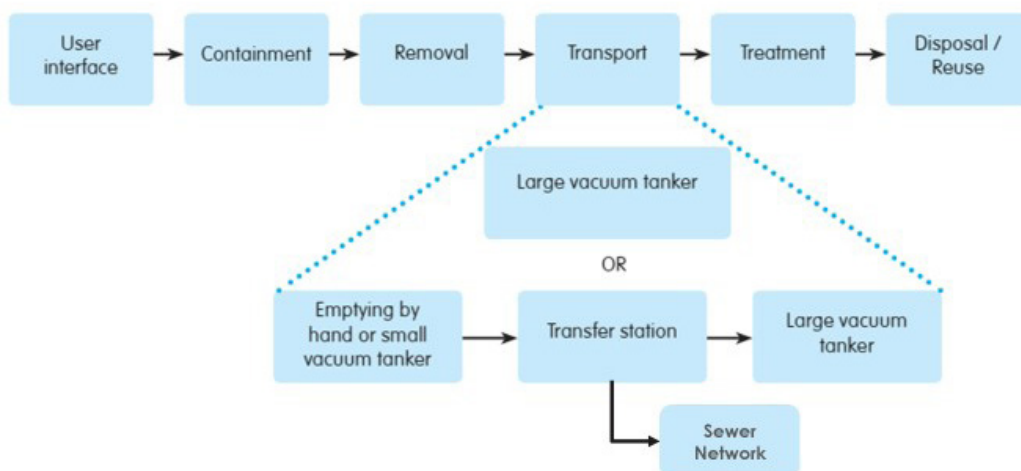 User
interface
Containment
Removal
Transport
Treatment
Disposal /
Reuse
Large vacuum tanker
OR
Emptying by
hand or small
vacuum tanker
Transfer station
Large vacuum
tanker
Sewer
Network